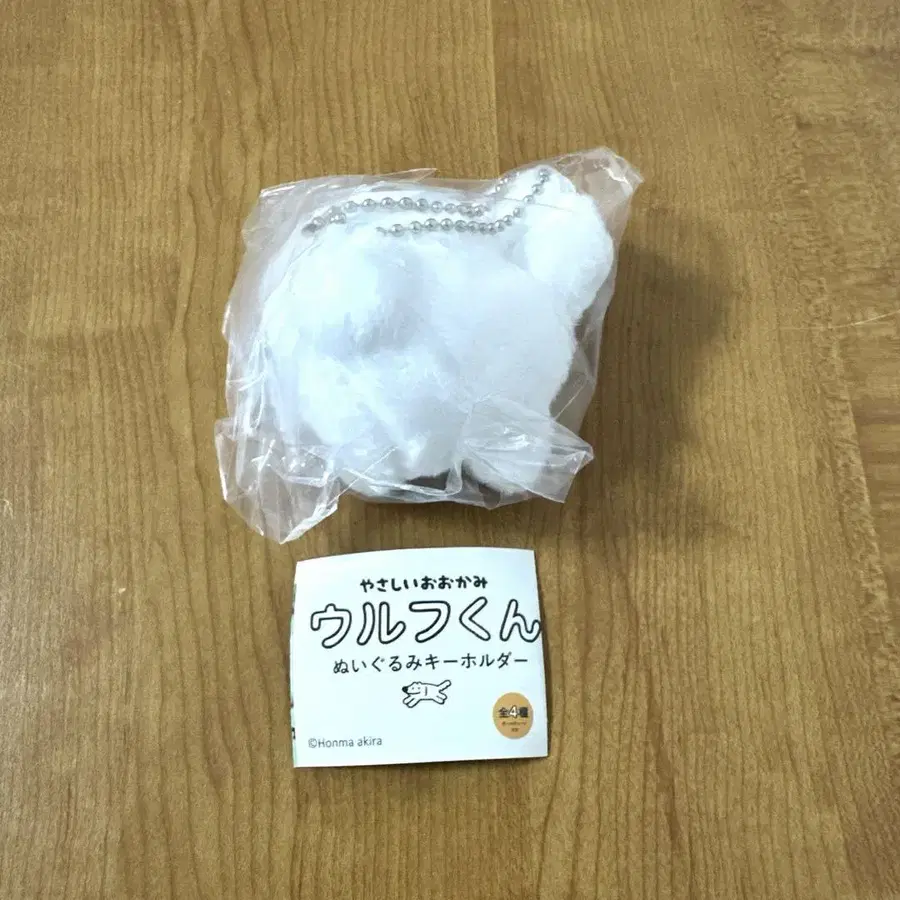 やさしいおおかみ
ウルフくん
ぬいぐるみキーホルダー
全4種
©Honma akira